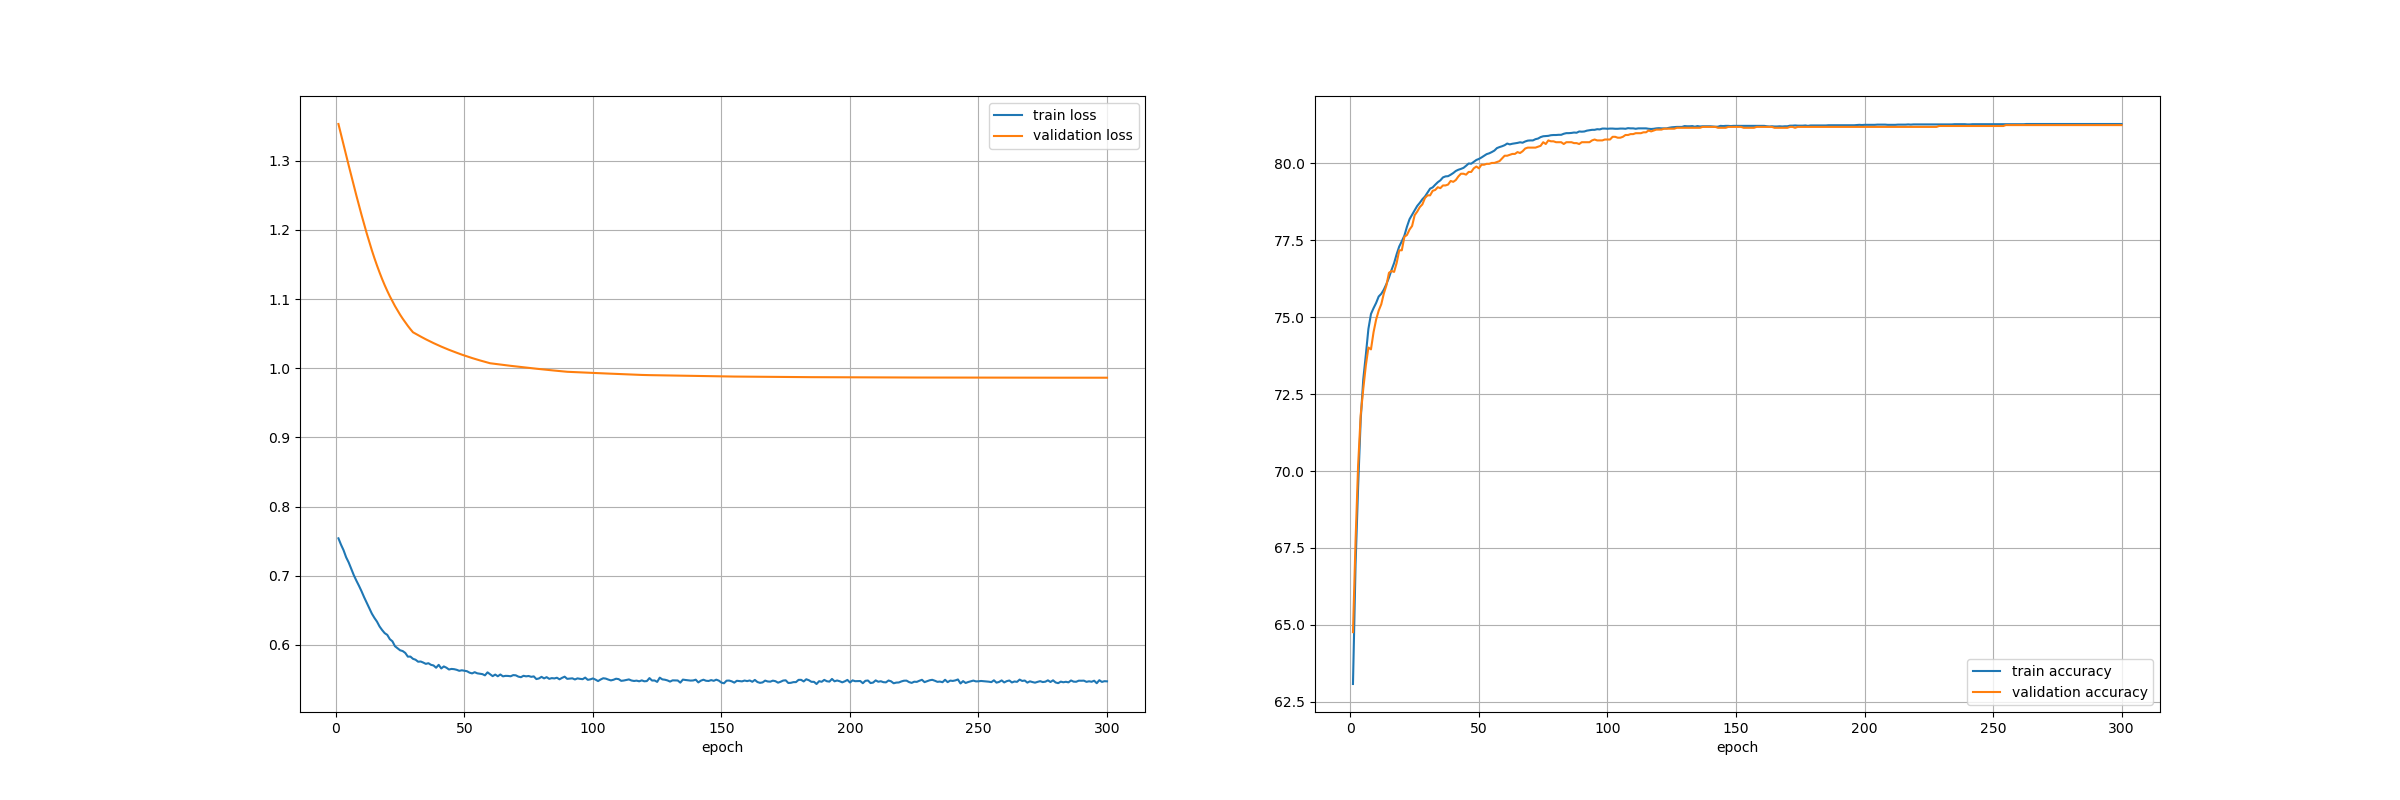 train loss
validation loss
1.3
1.2
1.1
1.0
0.9
0.8
0.7
0.6
0 50 100 150 200 250 300
epoch
80.0
77.5
75.0
72.5
70.0
67.5
65.0
62.5
train accuracy
validation accuracy
0 50 100 150 200 250 300
epoch